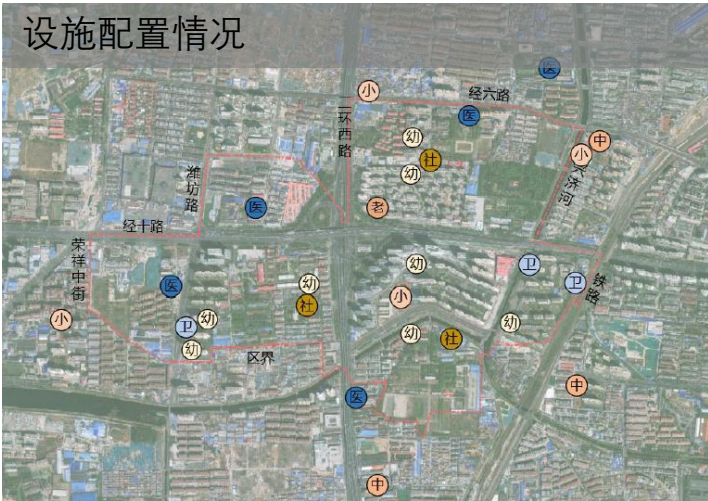 设施配置情况
医
小
经六路
医
二环西路
幼
中
社
小
幼
兴济河
潍坊路
医
老
经十路
荣祥中街
幼
卫
医
幼
卫
铁路
小
社
小
卫
幼
幼
幼
社
幼
区界
中
医
中